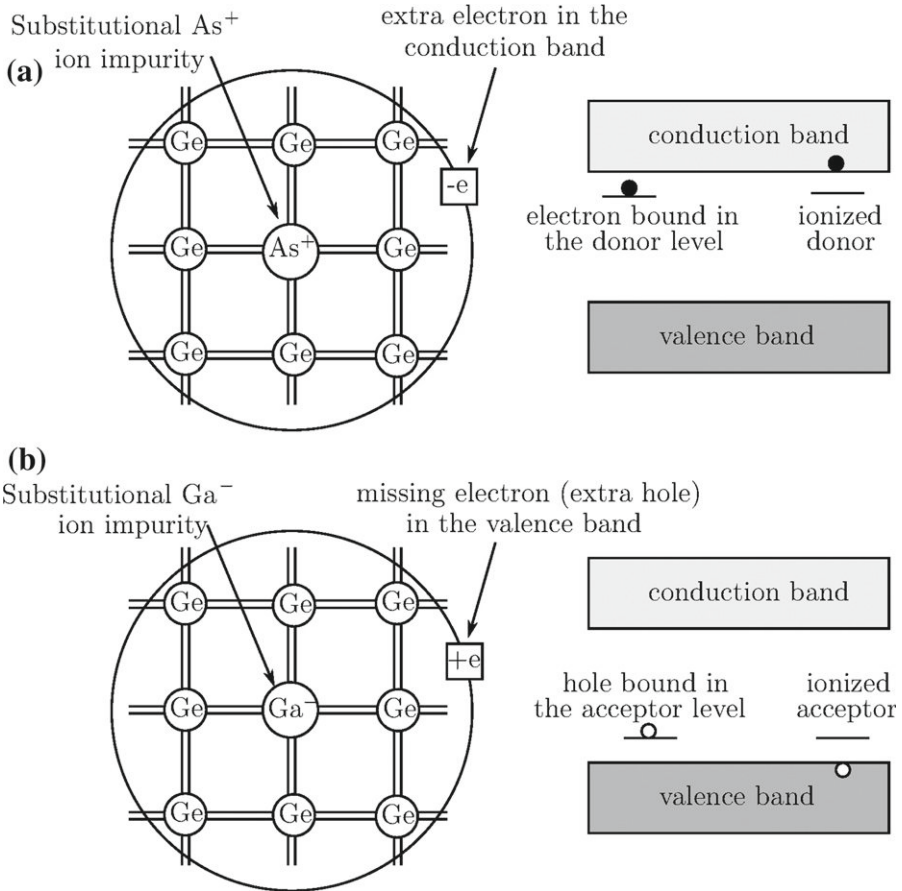 (a)
Substitutional As⁺
ion impurity
extra electron in the
conduction band
Ge
Ge
Ge
-e
Ge
As⁺
Ge
Ge
Ge
Ge
conduction band
electron bound in
the donor level
ionized
donor
valence band
(b)
Substitutional Ga⁻
ion impurity
missing electron (extra hole)
in the valence band
Ge
Ge
Ge
+e
Ge
Ga⁻
Ge
Ge
Ge
Ge
conduction band
hole bound in
the acceptor level
ionized
acceptor
valence band